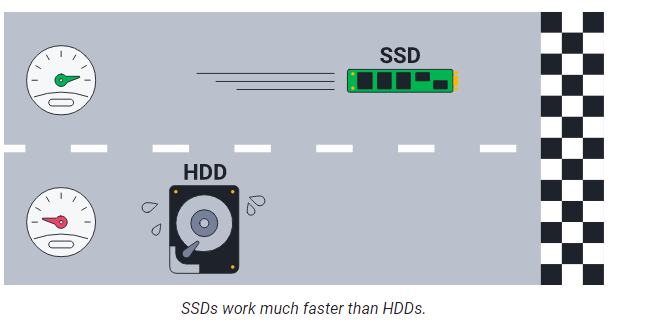 SSD
HDD
SSDs work much faster than HDDs.